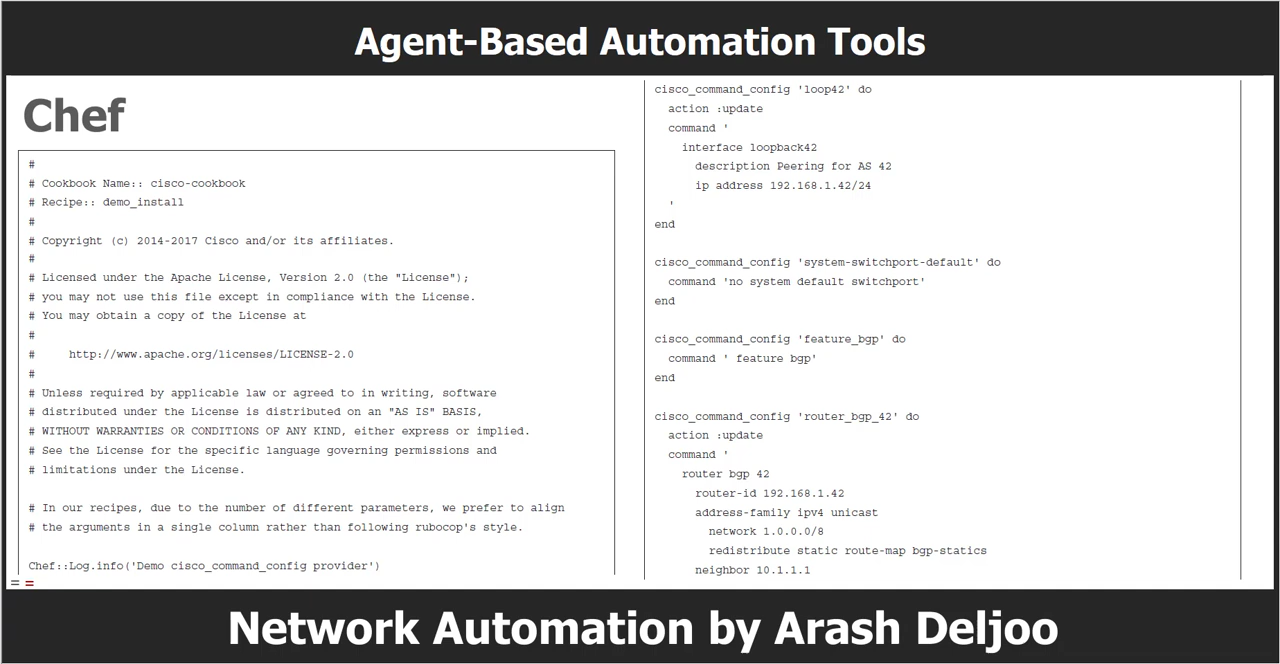 Agent-Based Automation Tools
Chef
#
# Cookbook Name:: cisco-cookbook
# Recipe:: demo_install
#
# Copyright (c) 2014-2017 Cisco and/or its affiliates.
#
# Licensed under the Apache License, Version 2.0 (the "License");
# you may not use this file except in compliance with the License.
# You may obtain a copy of the License at
#
#     http://www.apache.org/licenses/LICENSE-2.0
#
# Unless required by applicable law or agreed to in writing, software
# distributed under the License is distributed on an "AS IS" BASIS,
# WITHOUT WARRANTIES OR CONDITIONS OF ANY KIND, either express or implied.
# See the License for the specific language governing permissions and
# limitations under the License.

# In our recipes, due to the number of different parameters, we prefer to align
# the arguments in a single column rather than following rubocop's style.

Chef::Log.info('Demo cisco_command_config provider')
cisco_command_config 'loop42' do
  action :update
  command '
    interface loopback42
      description Peering for AS 42
      ip address 192.168.1.42/24
  '
end

cisco_command_config 'system-switchport-default' do
  command 'no system default switchport'
end

cisco_command_config 'feature_bgp' do
  command ' feature bgp'
end

cisco_command_config 'router_bgp_42' do
  action :update
  command '
    router bgp 42
      router-id 192.168.1.42
      address-family ipv4 unicast
        network 1.0.0.0/8
        redistribute static route-map bgp-statics
      neighbor 10.1.1.1
= =
Network Automation by Arash Deljoo